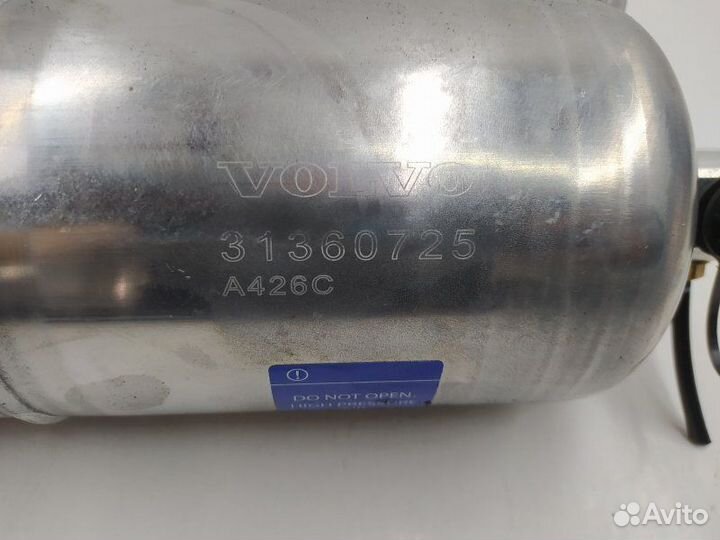 VOLVO
31360725
A426C
DO NOT OPEN.
HIGH PRESSURE
Avito